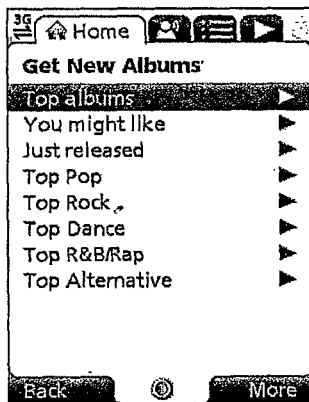 3G
Home
Get New Albums
Top albums
You might like
Just released
Top Pop
Top Rock
Top Dance
Top R&B/Rap
Top Alternative
Back More